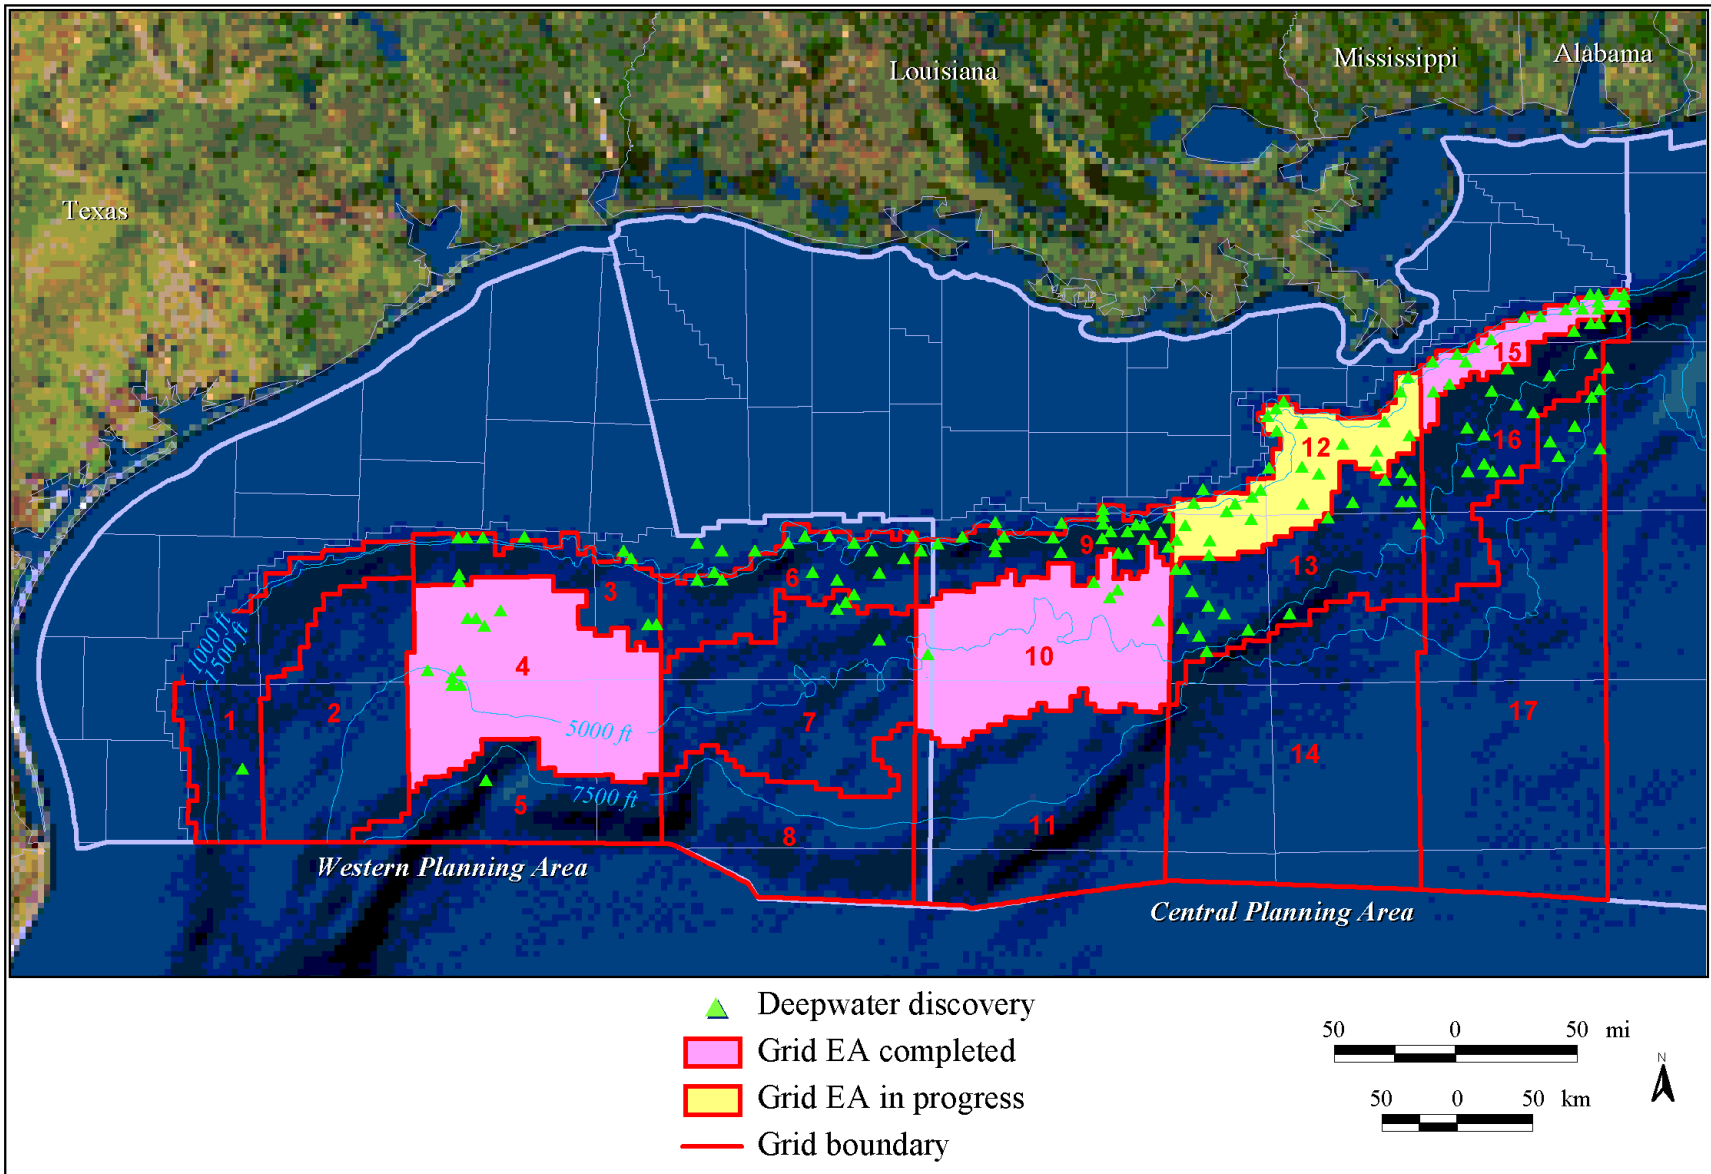 Mississippi
Alabama
Louisiana
Texas
15
12
16
9
13
6
3
1000 ft
1500 ft
4
10
1
2
7
17
5000 ft
14
7500 ft
5
8
11
Western Planning Area
Central Planning Area
Deepwater discovery
Grid EA completed
Grid EA in progress
Grid boundary
50 0 50 mi
50 0 50 km
N